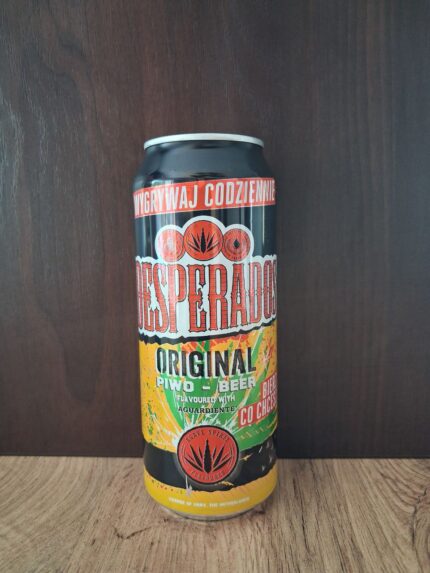 WYGRYWAJ CODZIENNIE
DESPERADOS
ORIGINAL
PIWO - BEER
FLAVOURED WITH
AGUARDIENTE
CO CHCESZ